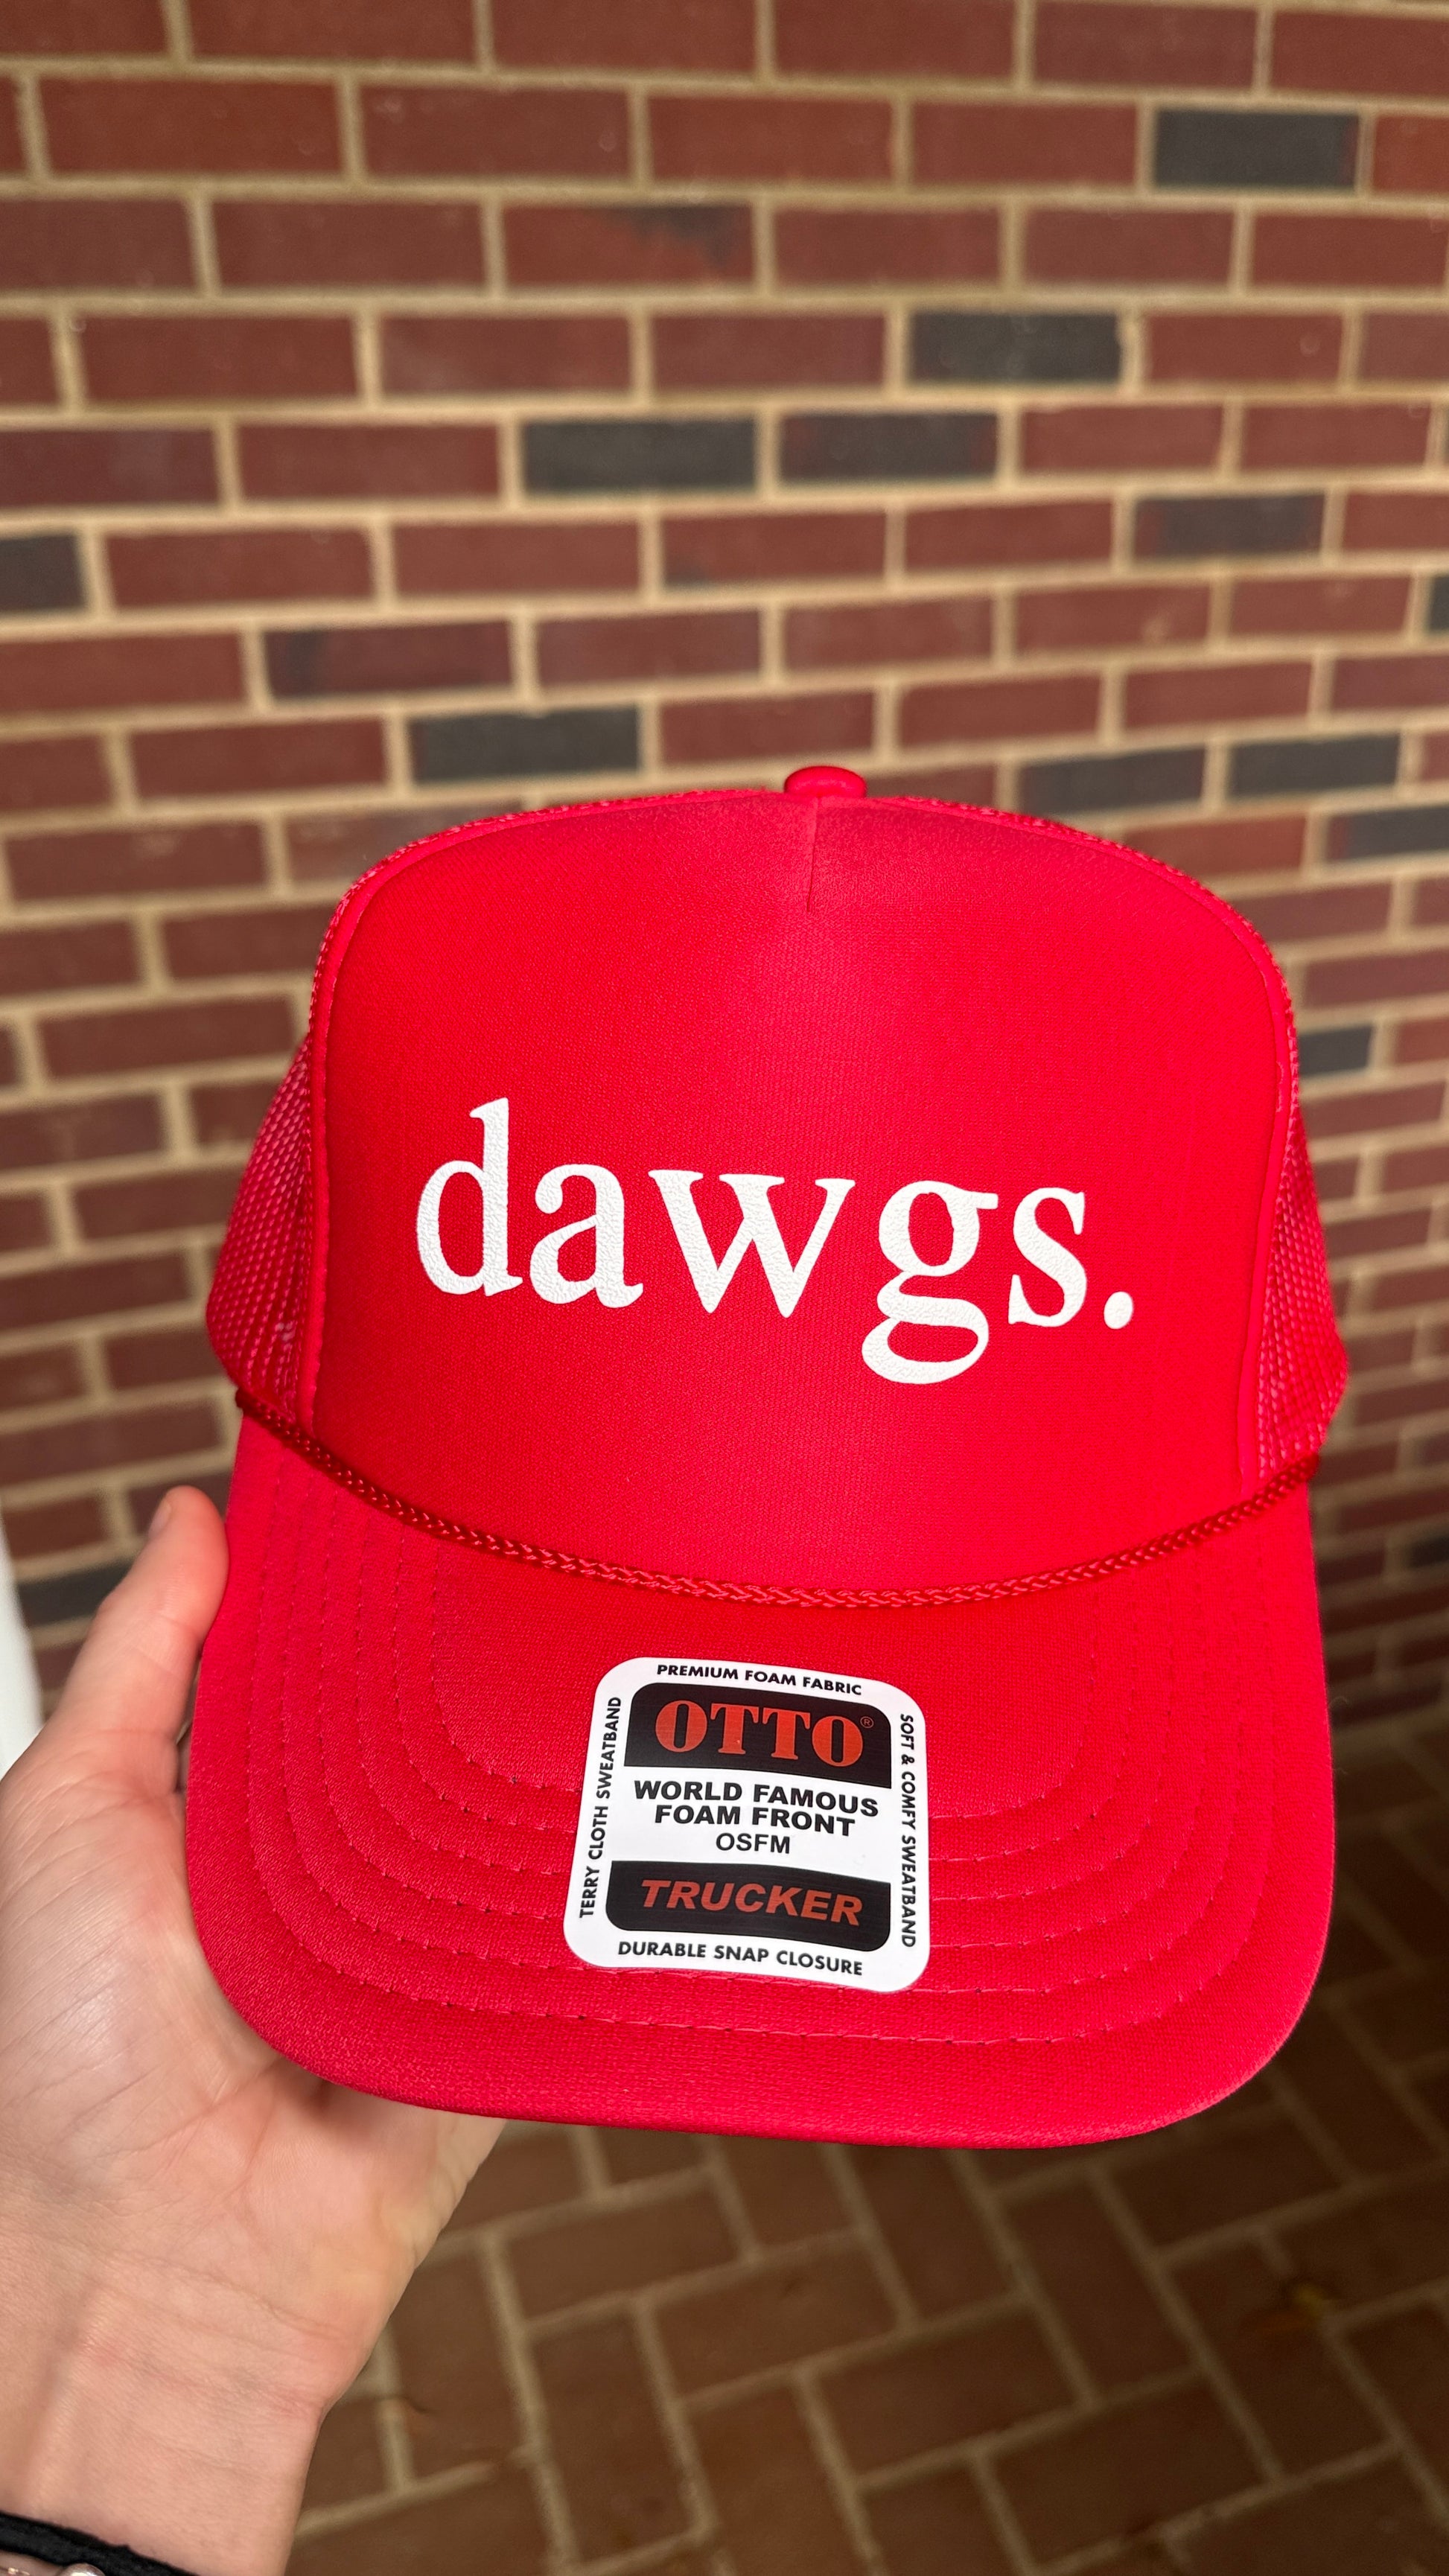 dawgs.
PREMIUM FOAM FABRIC
OTTO®
WORLD FAMOUS
FOAM FRONT
OSFM
TRUCKER
DURABLE SNAP CLOSURE
TERRY CLOTH SWEATBAND
SOFT & COMFY SWEATBAND